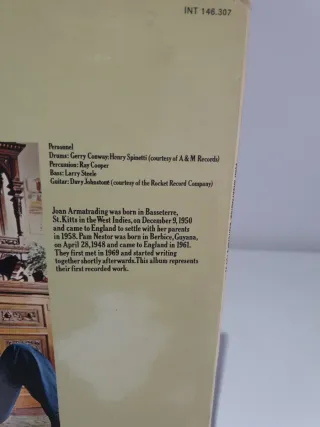 INT 146.307
Personnel
Drums: Gerry Conway:Henry Spinetti (courtesy of A & M Records)
Percussion: Ray Cooper
Bass: Larry Steele
Guitar: Davy Johnstone (courtesy of the Rocket Record Company)
Joan Armatrading was born in Basseterre,
St. Kitts in the West Indies, on December 9, 1950
and came to England to settle with her parents
in 1958. Pam Nestor was born in Berbice, Guyana,
on April 28, 1948 and came to England in 1961.
They first met in 1969 and started writing
together shortly afterwards. This album represents
their first recorded work.